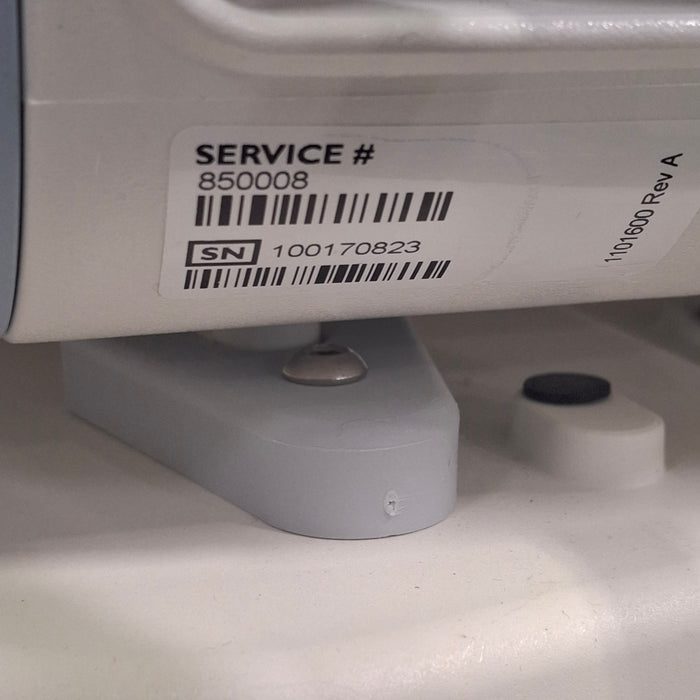 SERVICE #
850008
SN 100170823
1101600 Rev A